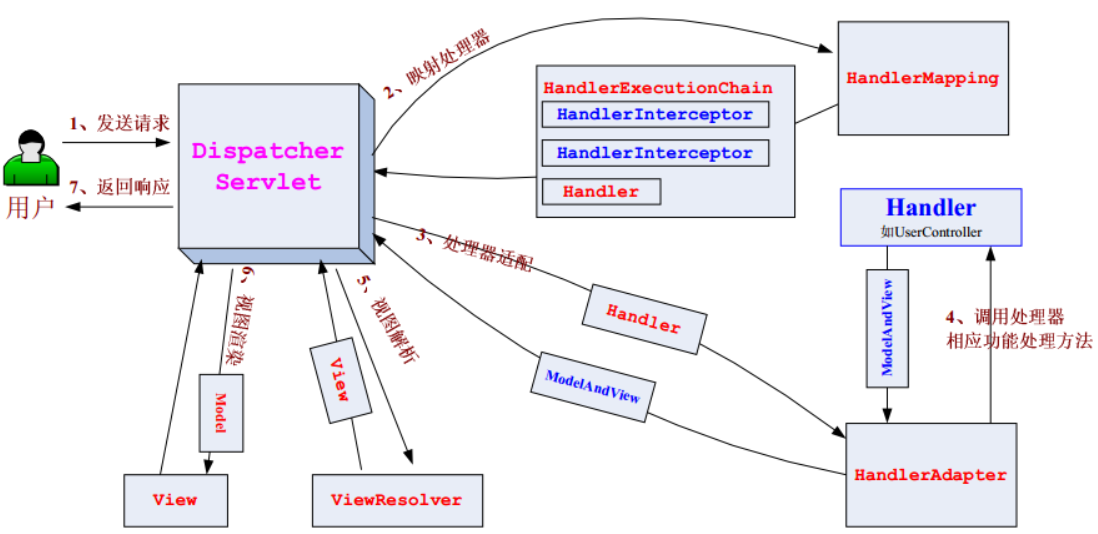 1、发送请求
7、返回响应
用户
Dispatcher
Servlet
2、映射处理器
HandlerExecutionChain
HandlerInterceptor
HandlerInterceptor
Handler
HandlerMapping
3、处理器适配
Handler
ModelAndView
Handler
如UserController
ModelAndView
4、调用处理器
相应功能处理方法
HandlerAdapter
5、视图解析
View
ViewResolver
6、视图渲染
Model
View